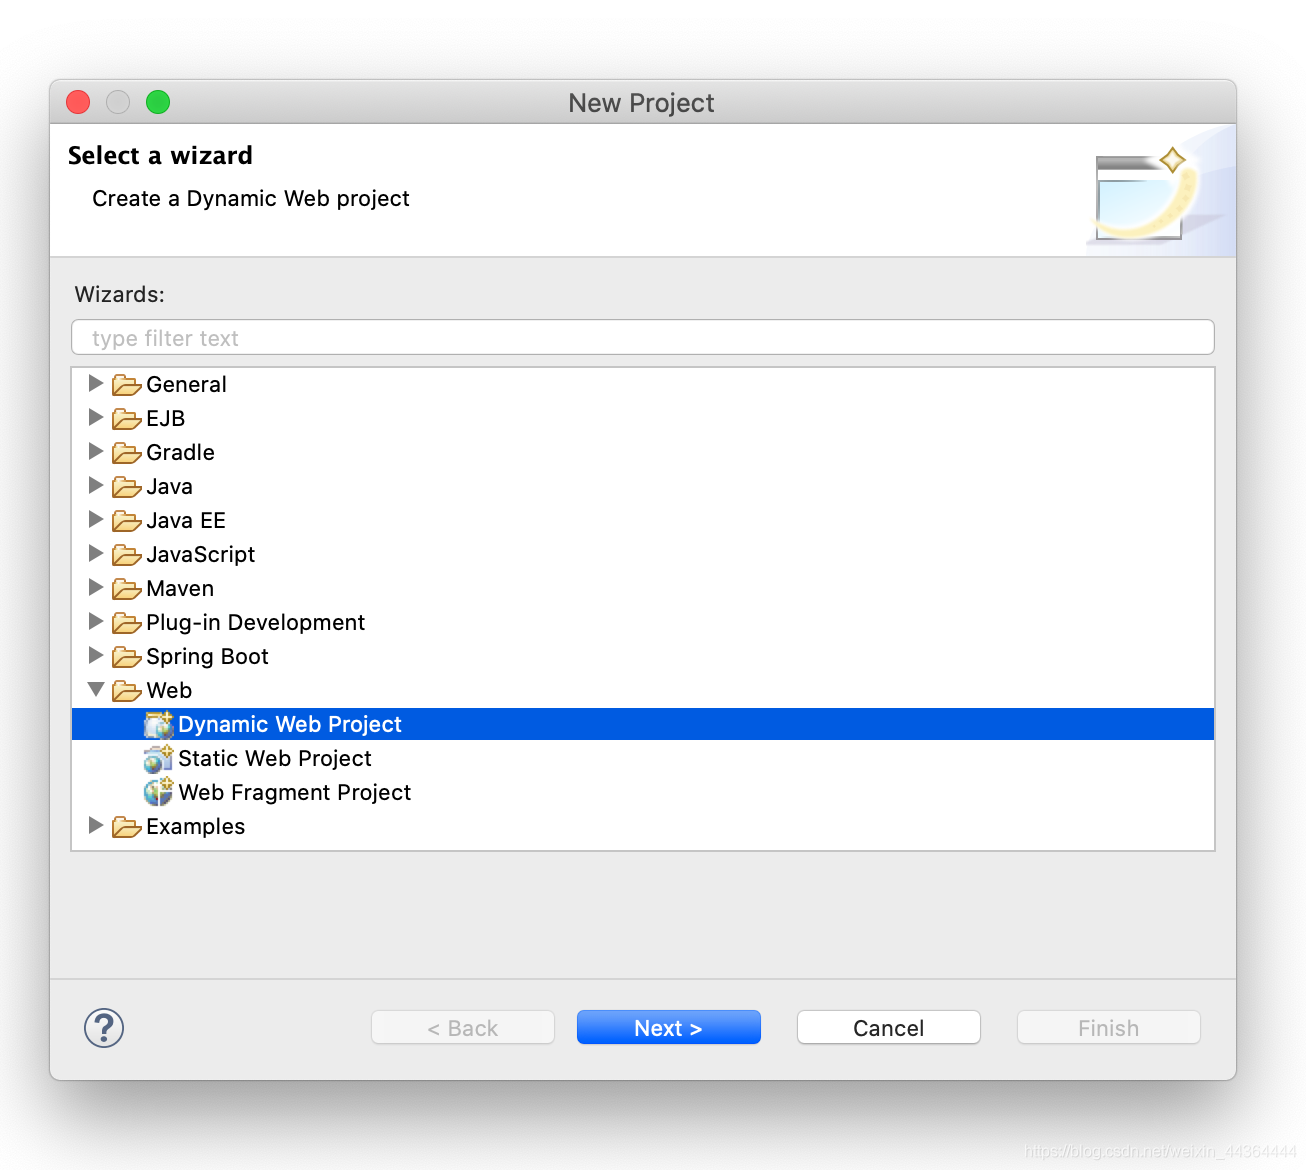 New Project
Select a wizard
Create a Dynamic Web project
Wizards:
type filter text
General
EJB
Gradle
Java
Java EE
JavaScript
Maven
Plug-in Development
Spring Boot
Web
Dynamic Web Project
Static Web Project
Web Fragment Project
Examples
?
< Back
Next >
Cancel
Finish
https://blog.csdn.net/weixin_44364444